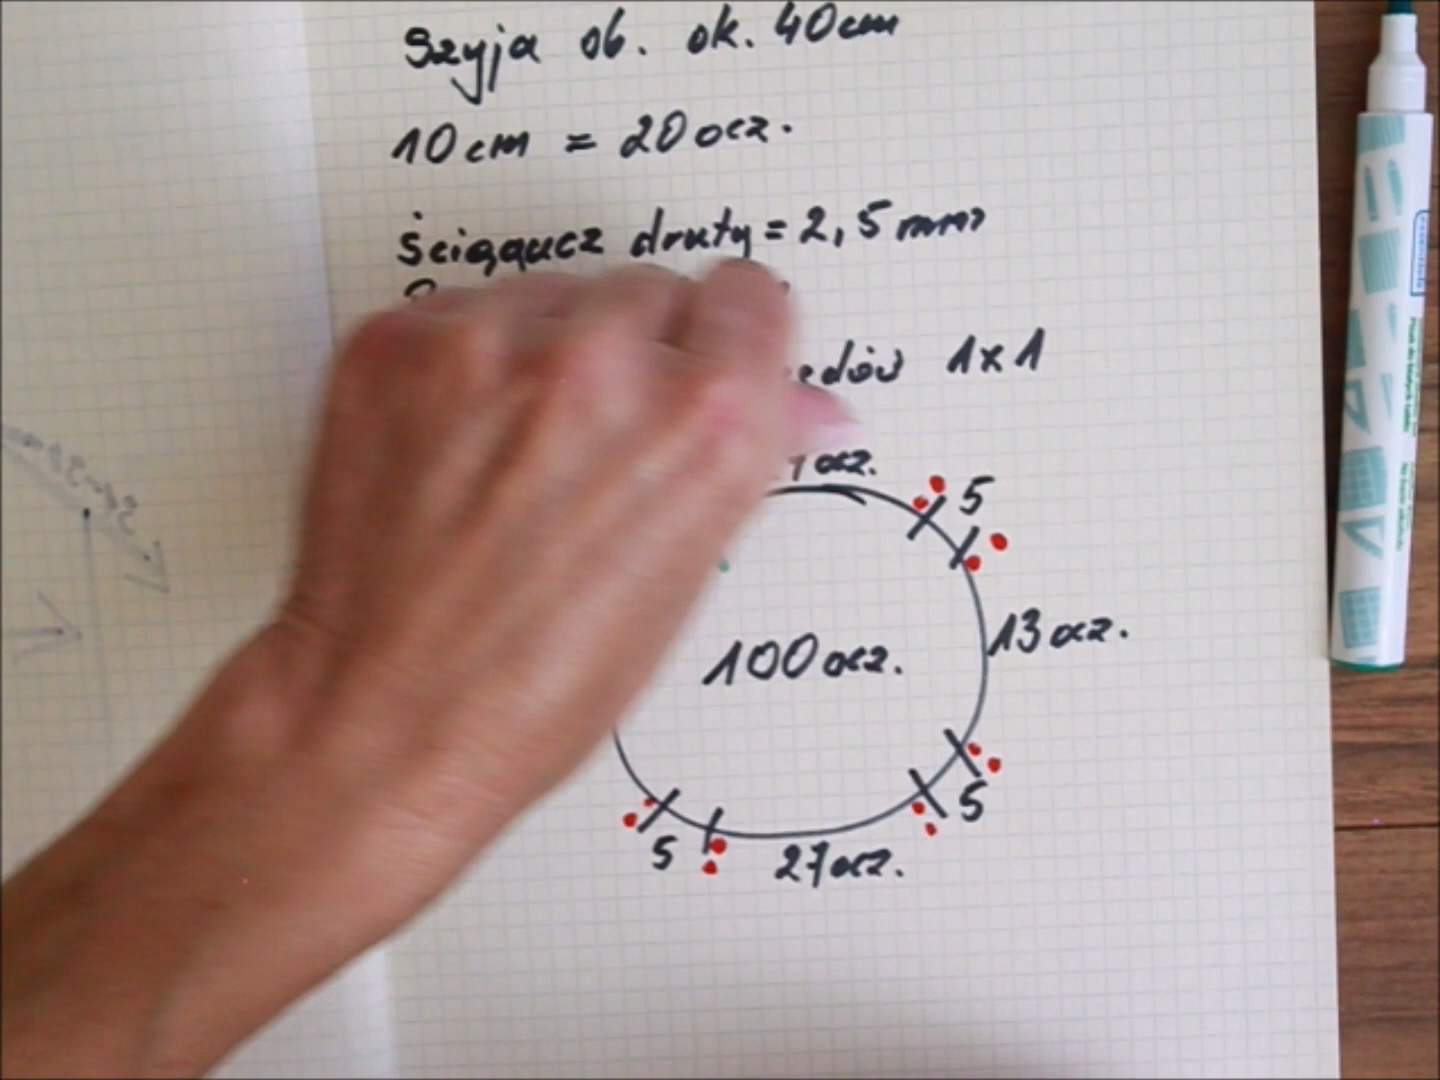 Szyja ob. ok. 40cm
10cm = 20 ocz.
Ściągacz druty = 2,5 mm
1x1
ocz.
5
100 ocz.
13 ocz.
5
5
27 ocz.